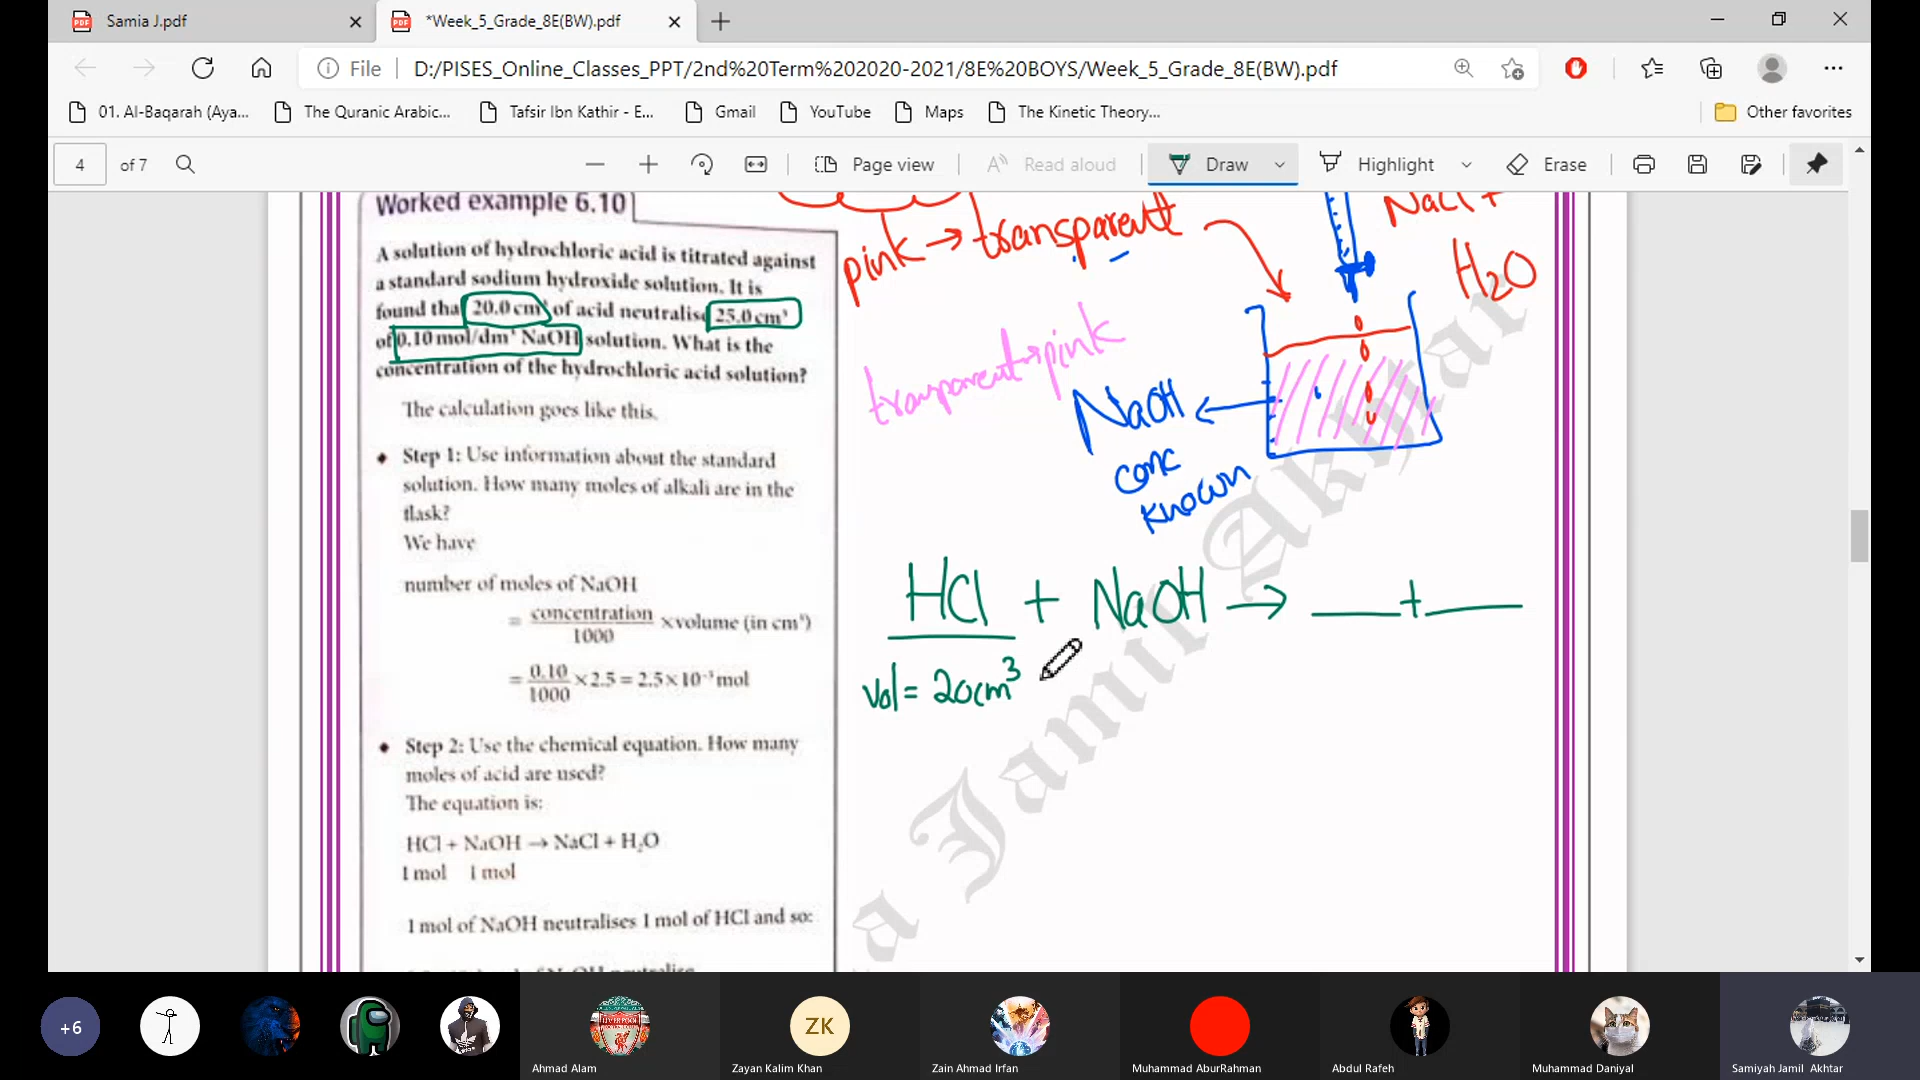 Samia J.pdf
*Week_5_Grade_8E(BW).pdf
File
D:/PISES_Online_Classes_PPT/2nd%20Term%202020-2021/8E%20BOYS/Week_5_Grade_8E(BW).pdf
01. Al-Baqarah (Aya...
The Quranic Arabic...
Tafsir Ibn Kathir - E...
Gmail
YouTube
Maps
The Kinetic Theory...
Other favorites
4 of 7
Page view
Read aloud
Draw
Highlight
Erase
Worked example 6.10
A solution of hydrochloric acid is titrated against
a standard sodium hydroxide solution. It is
found tha 20.0 cm³ of acid neutralise 25.0 cm³
of 0.10 mol/dm³ NaOH solution. What is the
concentration of the hydrochloric acid solution?
The calculation goes like this.
• Step 1: Use information about the standard
solution. How many moles of alkali are in the
flask?
We have
number of moles of NaOH
= concentration/1000 × volume (in cm³)
= 0.10/1000 × 2.5 = 2.5 × 10⁻³ mol
• Step 2: Use the chemical equation. How many
moles of acid are used?
The equation is:
HCl + NaOH → NaCl + H₂O
1 mol 1 mol
1 mol of NaOH neutralises 1 mol of HCl and so:
pink → transparent
NaCl +
H₂O
transparent → pink
NaOH
conc
known
HCl + NaOH → ___ + ___
Vol = 20cm³
a Jamil Akhtar
+6
ZK
Ahmad Alam
Zayan Kalim Khan
Zain Ahmad Irfan
Muhammad AburRahman
Abdul Rafeh
Muhammad Daniyal
Samiyah Jamil Akhtar